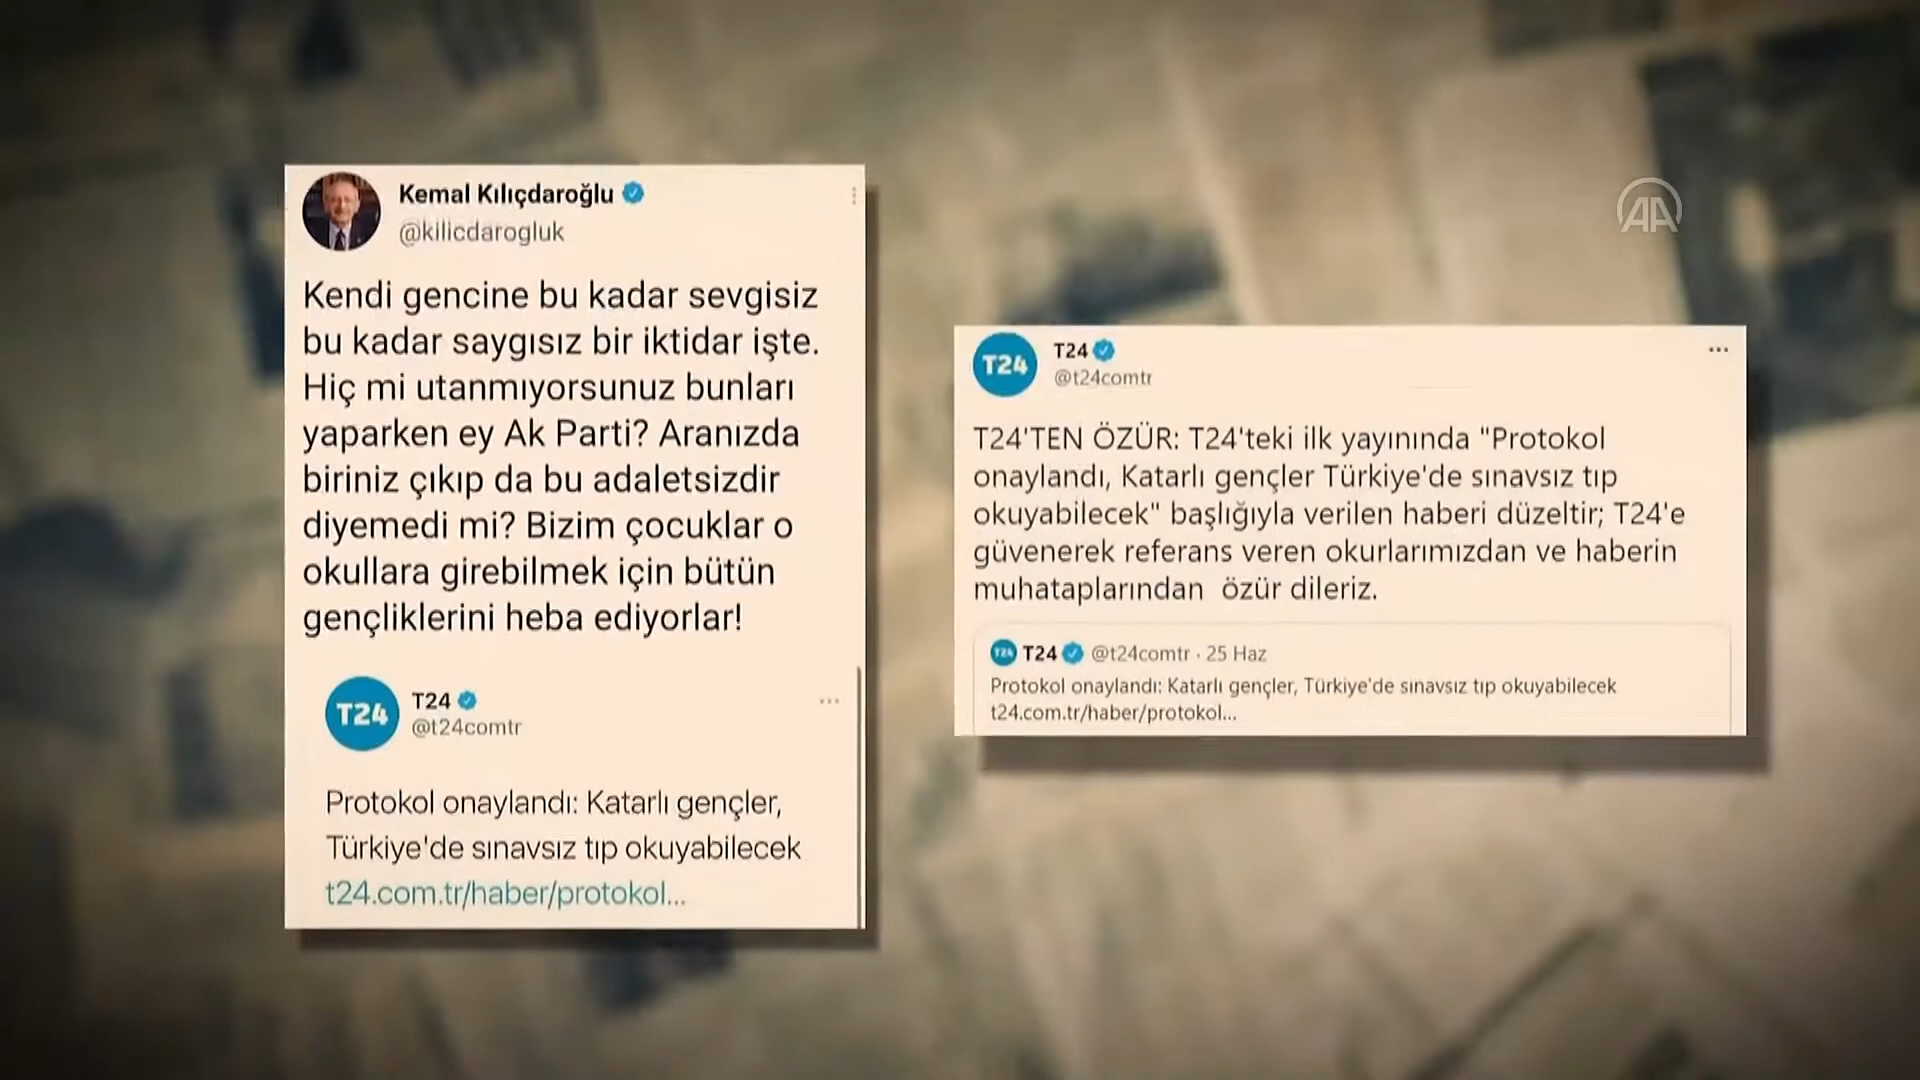 Kemal Kılıçdaroğlu
@kilicdarogluk
Kendi gencine bu kadar sevgisiz
bu kadar saygısız bir iktidar işte.
Hiç mi utanmıyorsunuz bunları
yaparken ey Ak Parti? Aranızda
biriniz çıkıp da bu adaletsizdir
diyemedi mi? Bizim çocuklar o
okullara girebilmek için bütün
gençliklerini heba ediyorlar!
T24
T24
@t24comtr
Protokol onaylandı: Katarlı gençler,
Türkiye'de sınavsız tıp okuyabilecek
t24.com.tr/haber/protokol...
AA
T24
T24
@t24comtr
T24'TEN ÖZÜR: T24'teki ilk yayınında "Protokol
onaylandı, Katarlı gençler Türkiye'de sınavsız tıp
okuyabilecek" başlığıyla verilen haberi düzeltir; T24'e
güvenerek referans veren okurlarımızdan ve haberin
muhataplarından özür dileriz.
T24 T24 @t24comtr · 25 Haz
Protokol onaylandı: Katarlı gençler, Türkiye'de sınavsız tıp okuyabilecek
t24.com.tr/haber/protokol...